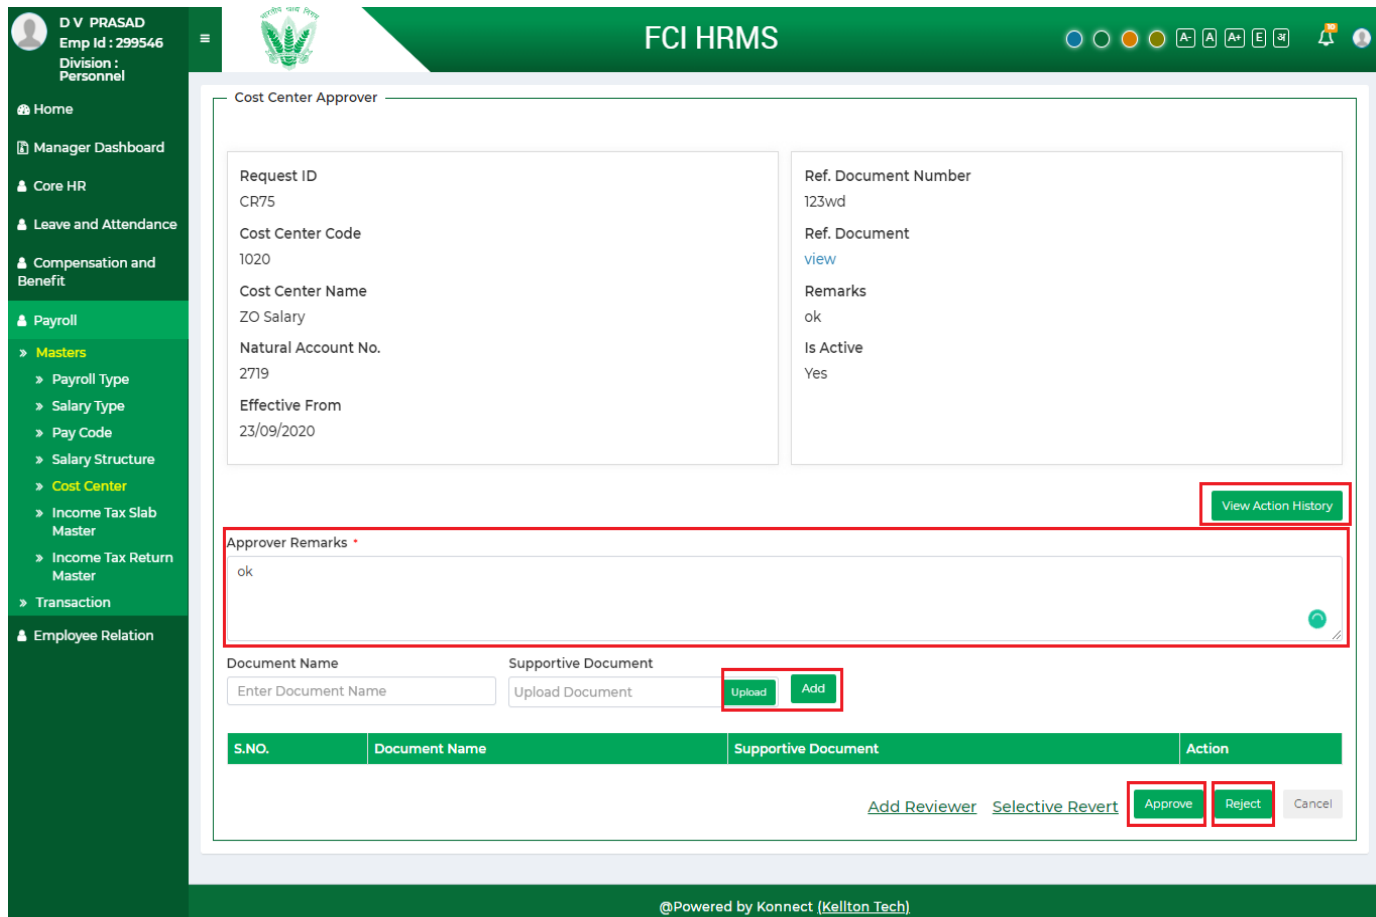 D V PRASAD
Emp Id : 299546
Division :
Personnel
Home
Manager Dashboard
Core HR
Leave and Attendance
Compensation and
Benefit
Payroll
Masters
Payroll Type
Salary Type
Pay Code
Salary Structure
Cost Center
Income Tax Slab
Master
Income Tax Return
Master
Transaction
Employee Relation
FCI HRMS
A- A A+ E अ
Cost Center Approver
Request ID
CR75
Cost Center Code
1020
Cost Center Name
ZO Salary
Natural Account No.
2719
Effective From
23/09/2020
Ref. Document Number
123wd
Ref. Document
view
Remarks
ok
Is Active
Yes
View Action History
Approver Remarks *
ok
Document Name
Supportive Document
Enter Document Name
Upload Document
Upload
Add
S.NO. Document Name Supportive Document Action
Add Reviewer Selective Revert Approve Reject Cancel
@Powered by Konnect (Kellton Tech)